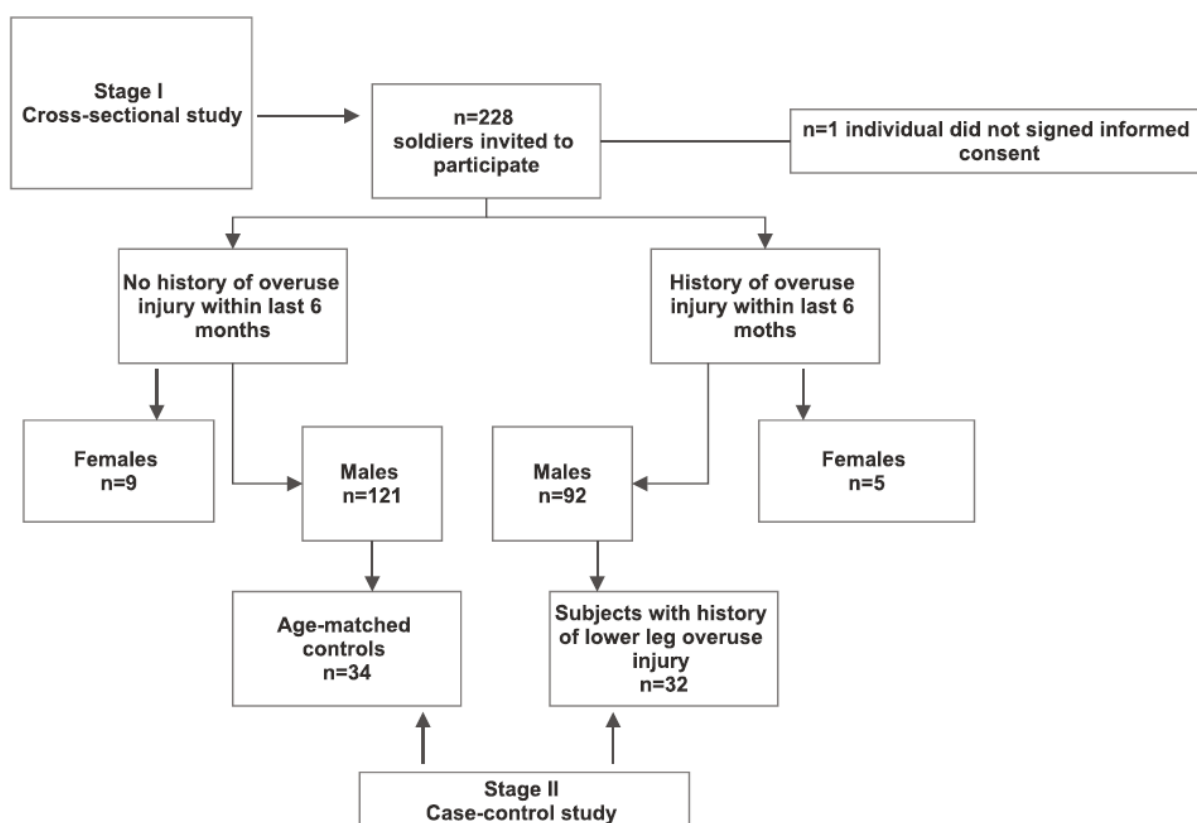 Stage I
Cross-sectional study
n=228
soldiers invited to
participate
n=1 individual did not signed informed
consent
No history of overuse
injury within last 6
months
History of overuse
injury within last 6
moths
Females
n=9
Males
n=121
Males
n=92
Females
n=5
Age-matched
controls
n=34
Subjects with history
of lower leg overuse
injury
n=32
Stage II
Case-control study